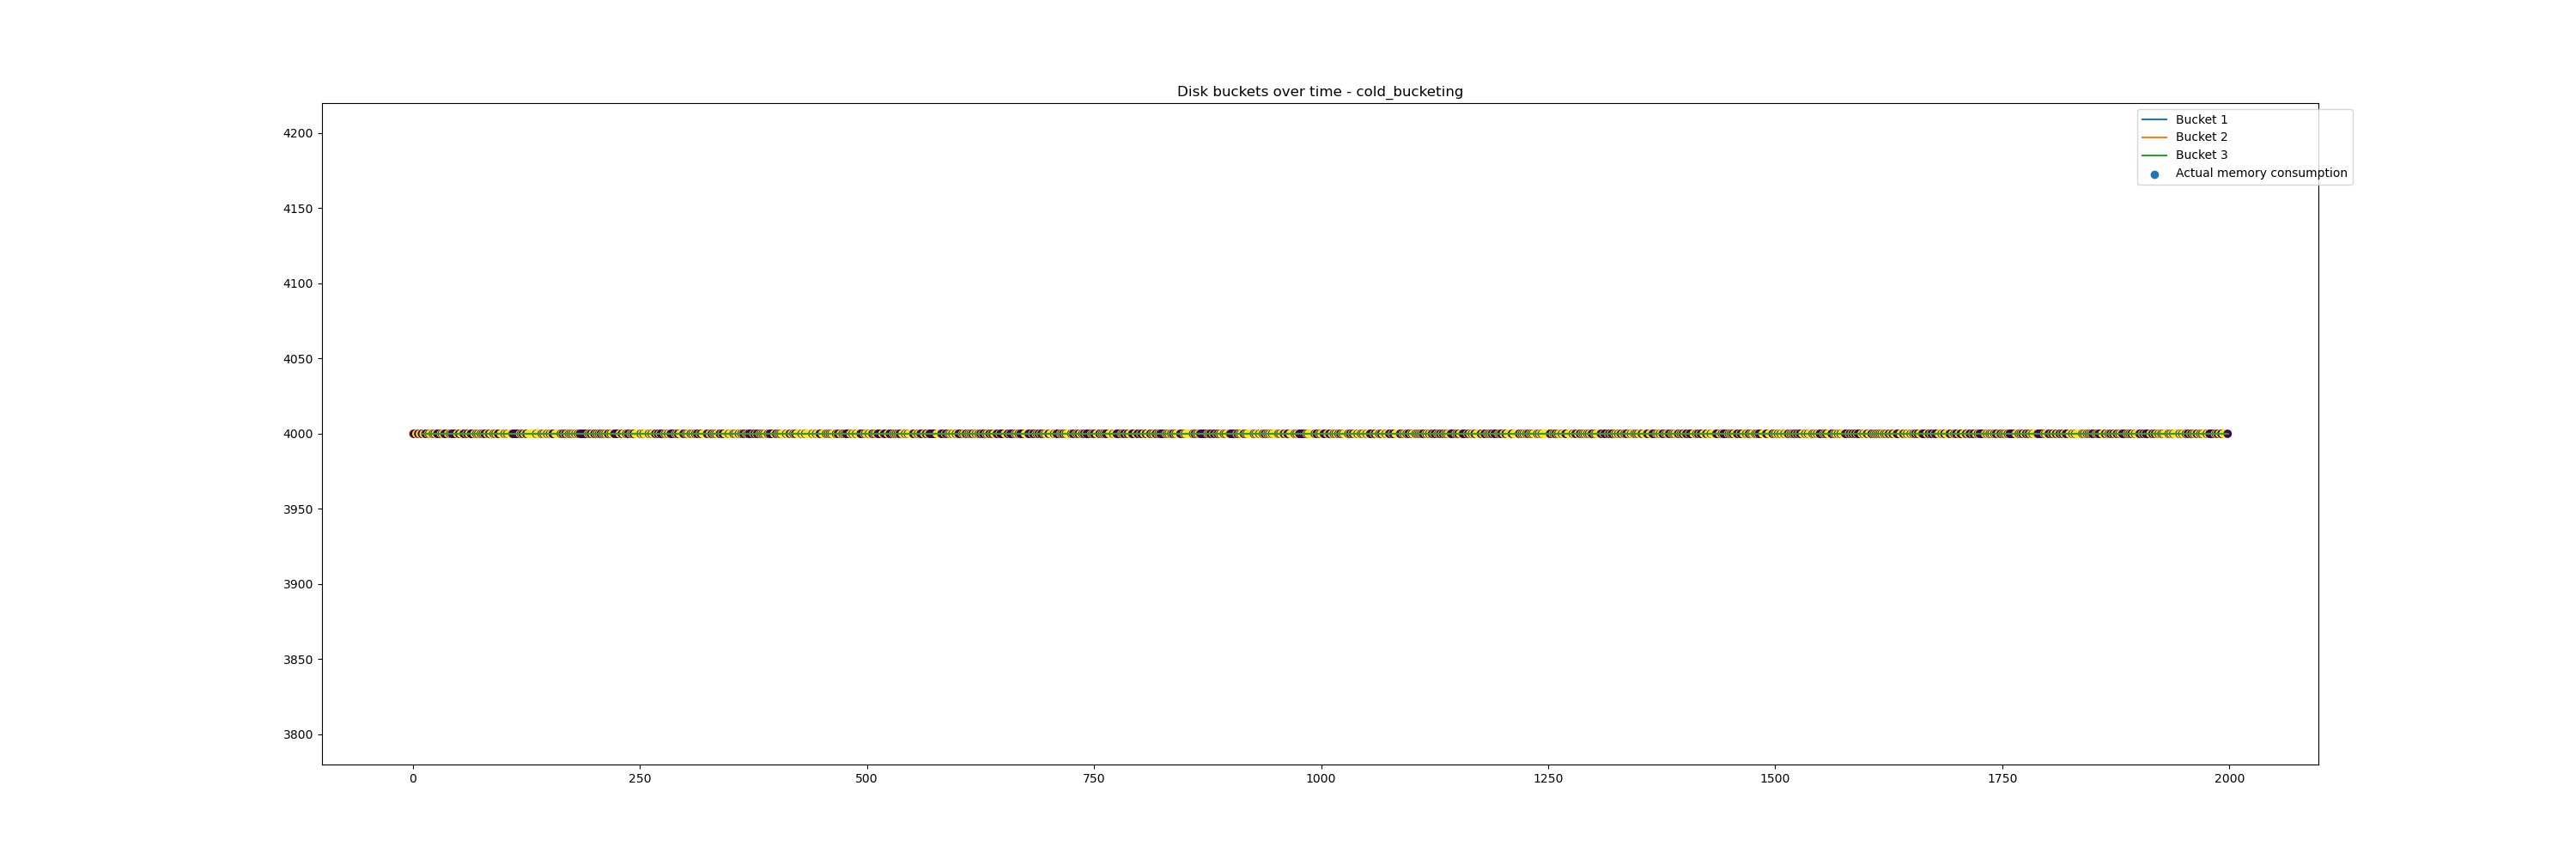 Disk buckets over time - cold_bucketing
4200
4150
4100
4050
4000
3950
3900
3850
3800
0 250 500 750 1000 1250 1500 1750 2000
Bucket 1
Bucket 2
Bucket 3
Actual memory consumption